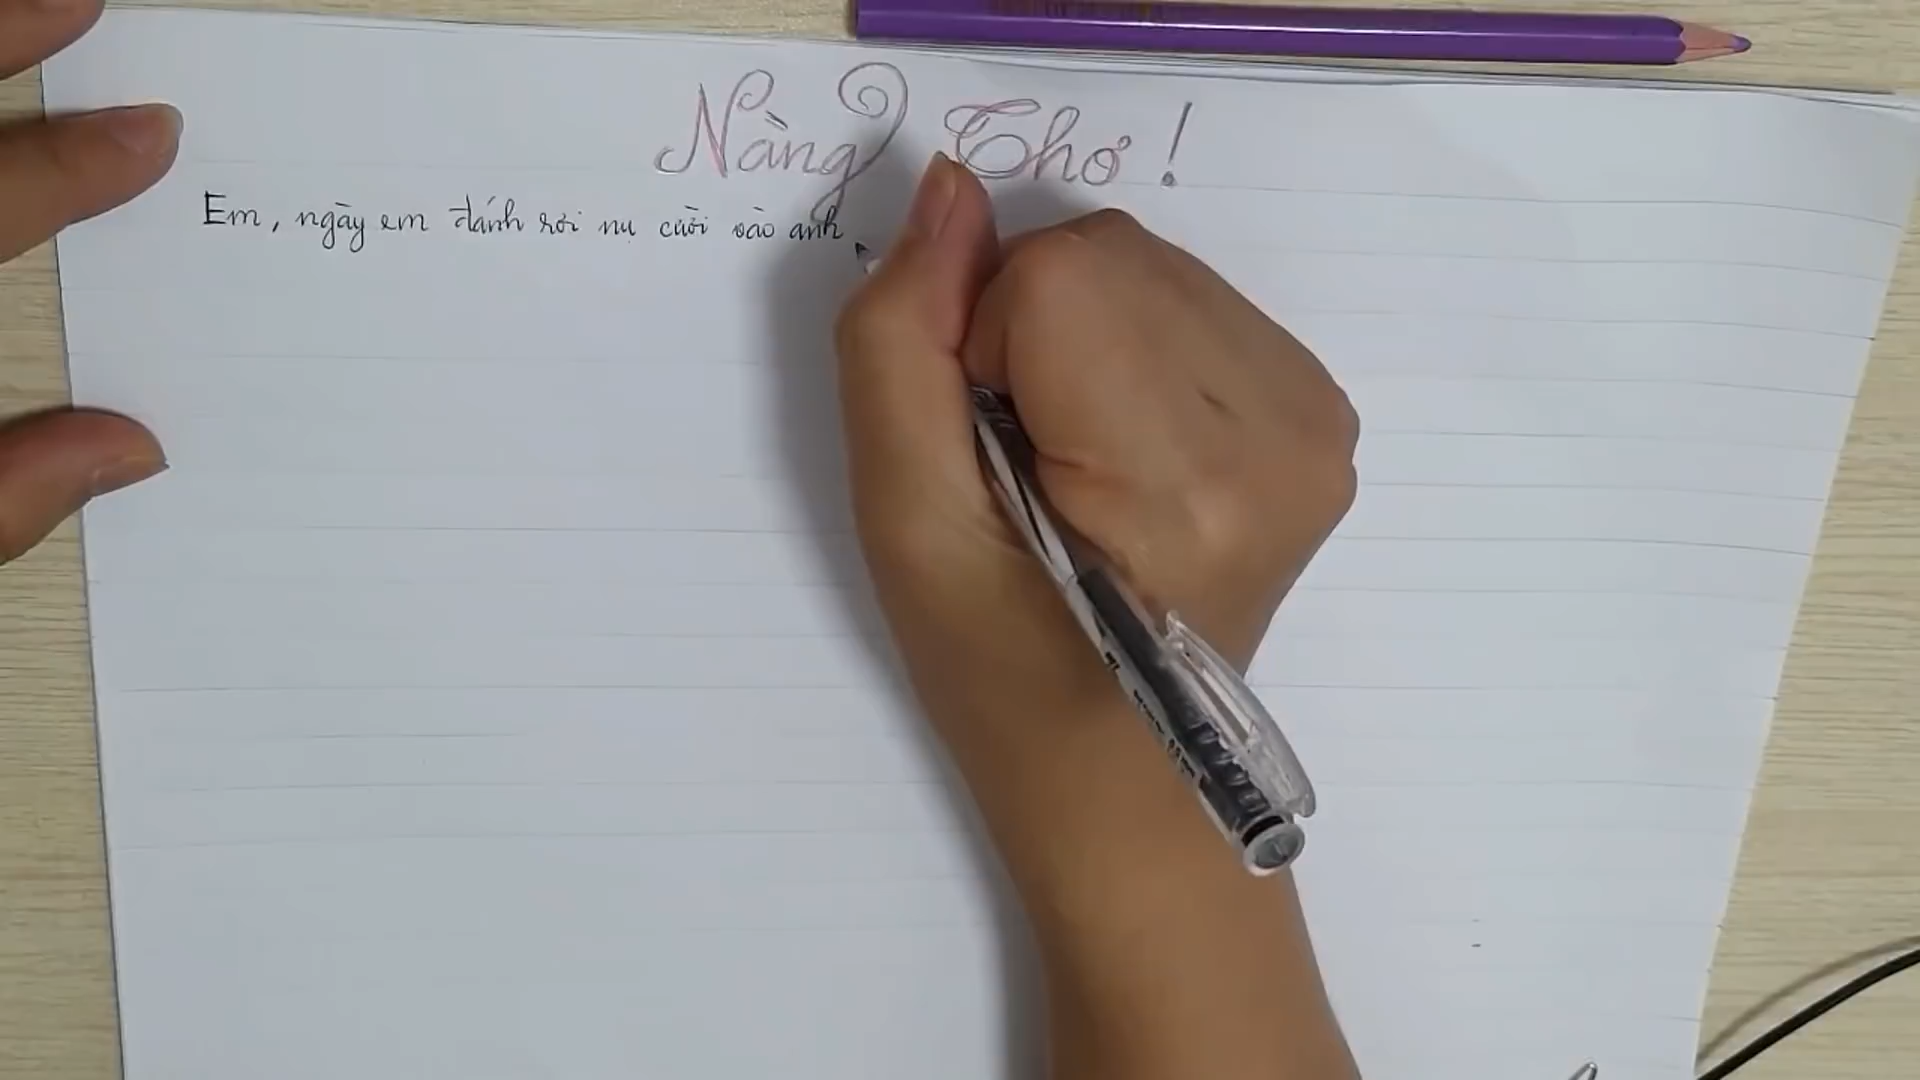 Nàng Thơ !
Em, ngày em đánh rơi nụ cười vào anh